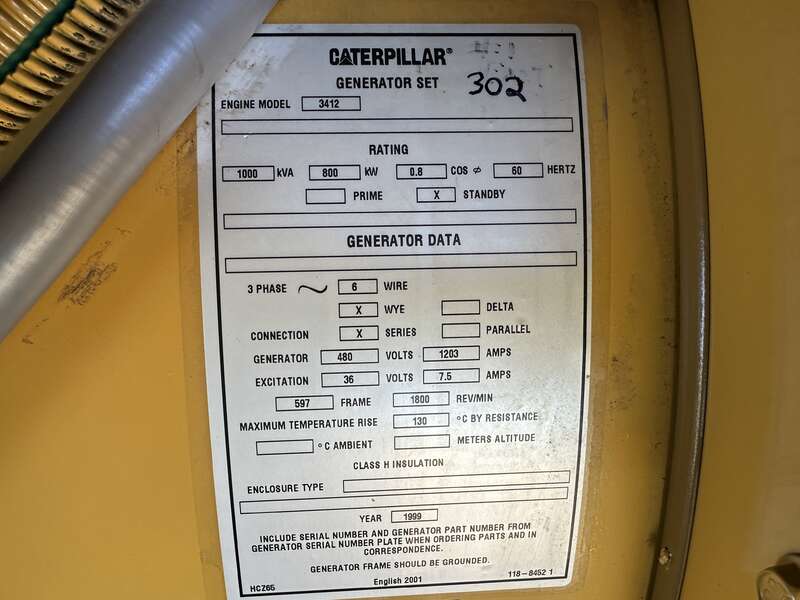 CATERPILLAR®
GENERATOR SET
302
ENGINE MODEL 3412
RATING
1000 kVA 800 kW 0.8 COS ø 60 HERTZ
PRIME X STANDBY
GENERATOR DATA
3 PHASE ~ 6 WIRE
X WYE DELTA
CONNECTION X SERIES PARALLEL
GENERATOR 480 VOLTS 1203 AMPS
EXCITATION 36 VOLTS 7.5 AMPS
597 FRAME 1800 REV/MIN
MAXIMUM TEMPERATURE RISE 130 °C BY RESISTANCE
°C AMBIENT METERS ALTITUDE
CLASS H INSULATION
ENCLOSURE TYPE
YEAR 1999
INCLUDE SERIAL NUMBER AND GENERATOR PART NUMBER FROM
GENERATOR SERIAL NUMBER PLATE WHEN ORDERING PARTS AND IN
CORRESPONDENCE.
GENERATOR FRAME SHOULD BE GROUNDED.
HCZ65 English 2001 118-8452 1